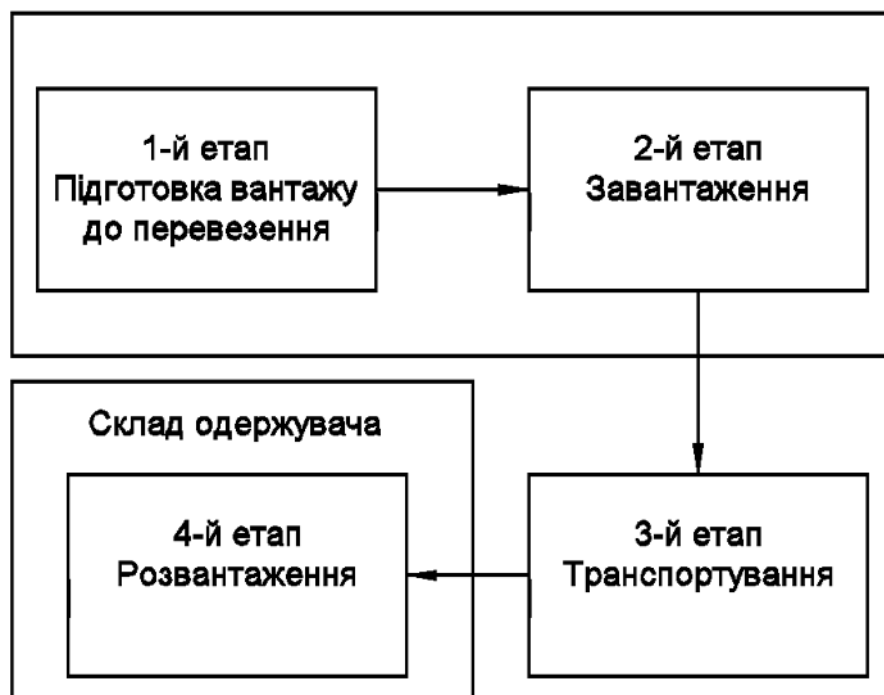 1-й етап
Підготовка вантажу
до перевезення
2-й етап
Завантаження
Склад одержувача
4-й етап
Розвантаження
3-й етап
Транспортування